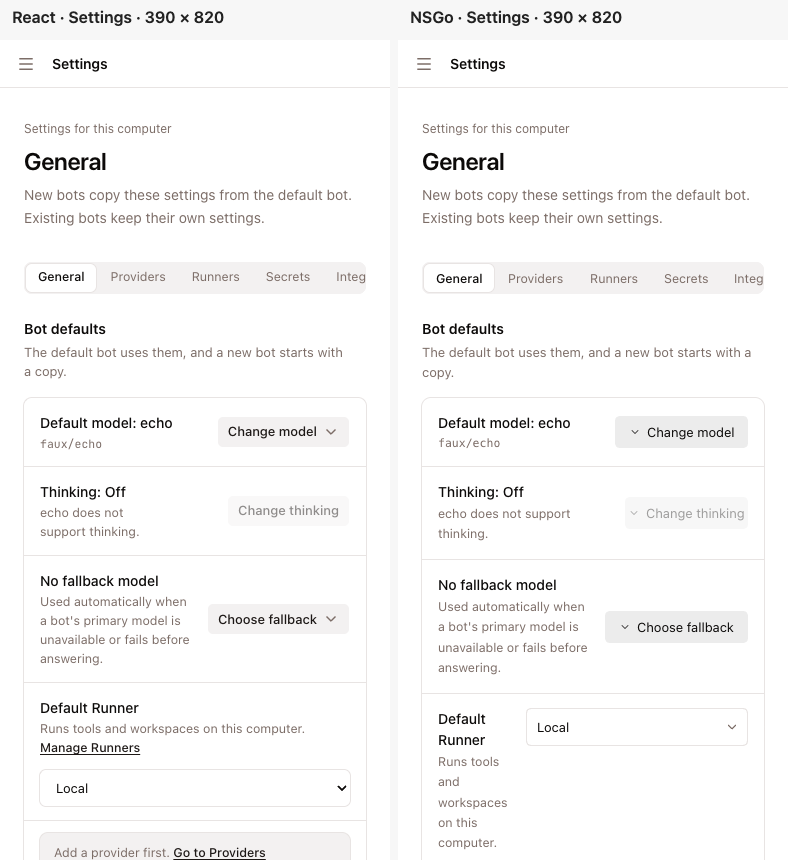 React · Settings · 390 × 820
Settings
Settings for this computer
General
New bots copy these settings from the default bot.
Existing bots keep their own settings.
General Providers Runners Secrets Integ
Bot defaults
The default bot uses them, and a new bot starts with
a copy.
Default model: echo
faux/echo
Change model
Thinking: Off
echo does not
support thinking.
Change thinking
No fallback model
Used automatically when
a bot's primary model is
unavailable or fails before
answering.
Choose fallback
Default Runner
Runs tools and workspaces on this computer.
Manage Runners
Local
Add a provider first. Go to Providers
NSGo · Settings · 390 × 820
Settings
Settings for this computer
General
New bots copy these settings from the default bot.
Existing bots keep their own settings.
General Providers Runners Secrets Integ
Bot defaults
The default bot uses them, and a new bot starts with a
copy.
Default model: echo
faux/echo
Change model
Thinking: Off
echo does not support
thinking.
Change thinking
No fallback model
Used automatically when
a bot's primary model is
unavailable or fails before
answering.
Choose fallback
Default
Runner
Runs tools
and
workspaces
on this
computer.
Local